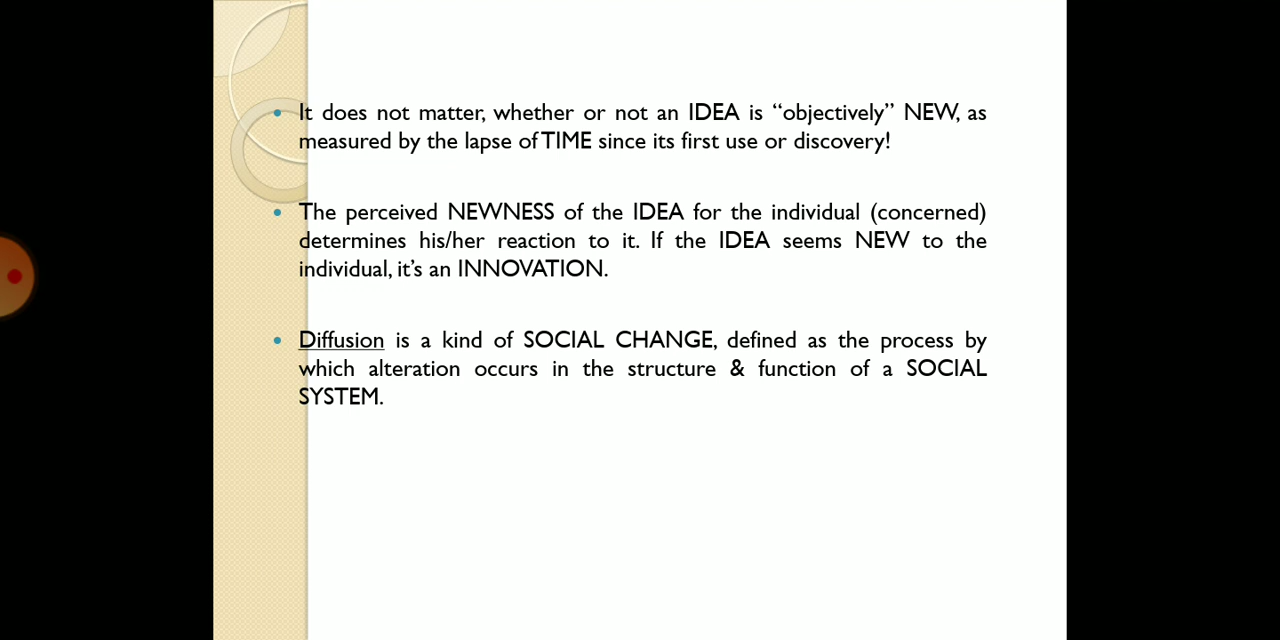 It does not matter, whether or not an IDEA is “objectively” NEW, as
measured by the lapse of TIME since its first use or discovery!
The perceived NEWNESS of the IDEA for the individual (concerned)
determines his/her reaction to it. If the IDEA seems NEW to the
individual, it’s an INNOVATION.
Diffusion is a kind of SOCIAL CHANGE, defined as the process by
which alteration occurs in the structure & function of a SOCIAL
SYSTEM.